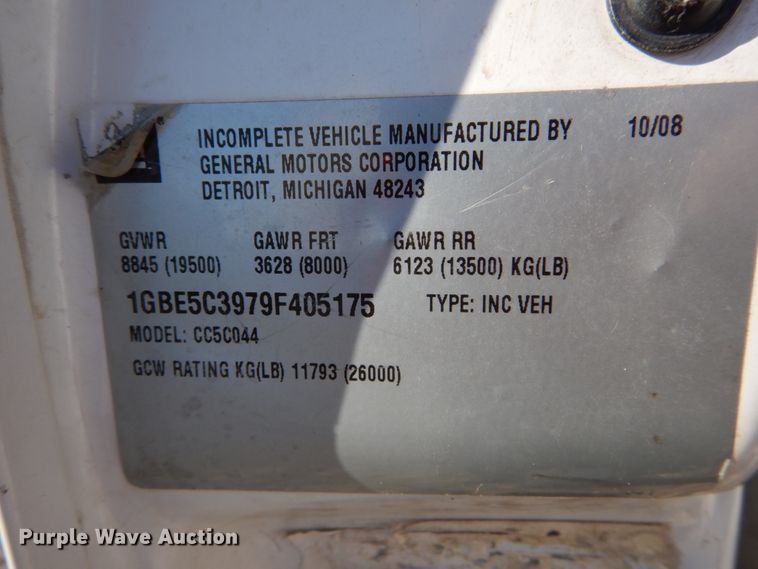 INCOMPLETE VEHICLE MANUFACTURED BY 10/08
GENERAL MOTORS CORPORATION
DETROIT, MICHIGAN 48243
GVWR GAWR FRT GAWR RR
8845 (19500) 3628 (8000) 6123 (13500) KG(LB)
1GBE5C3979F405175 TYPE: INC VEH
MODEL: CC5C044
GCW RATING KG(LB) 11793 (26000)
Purple Wave Auction